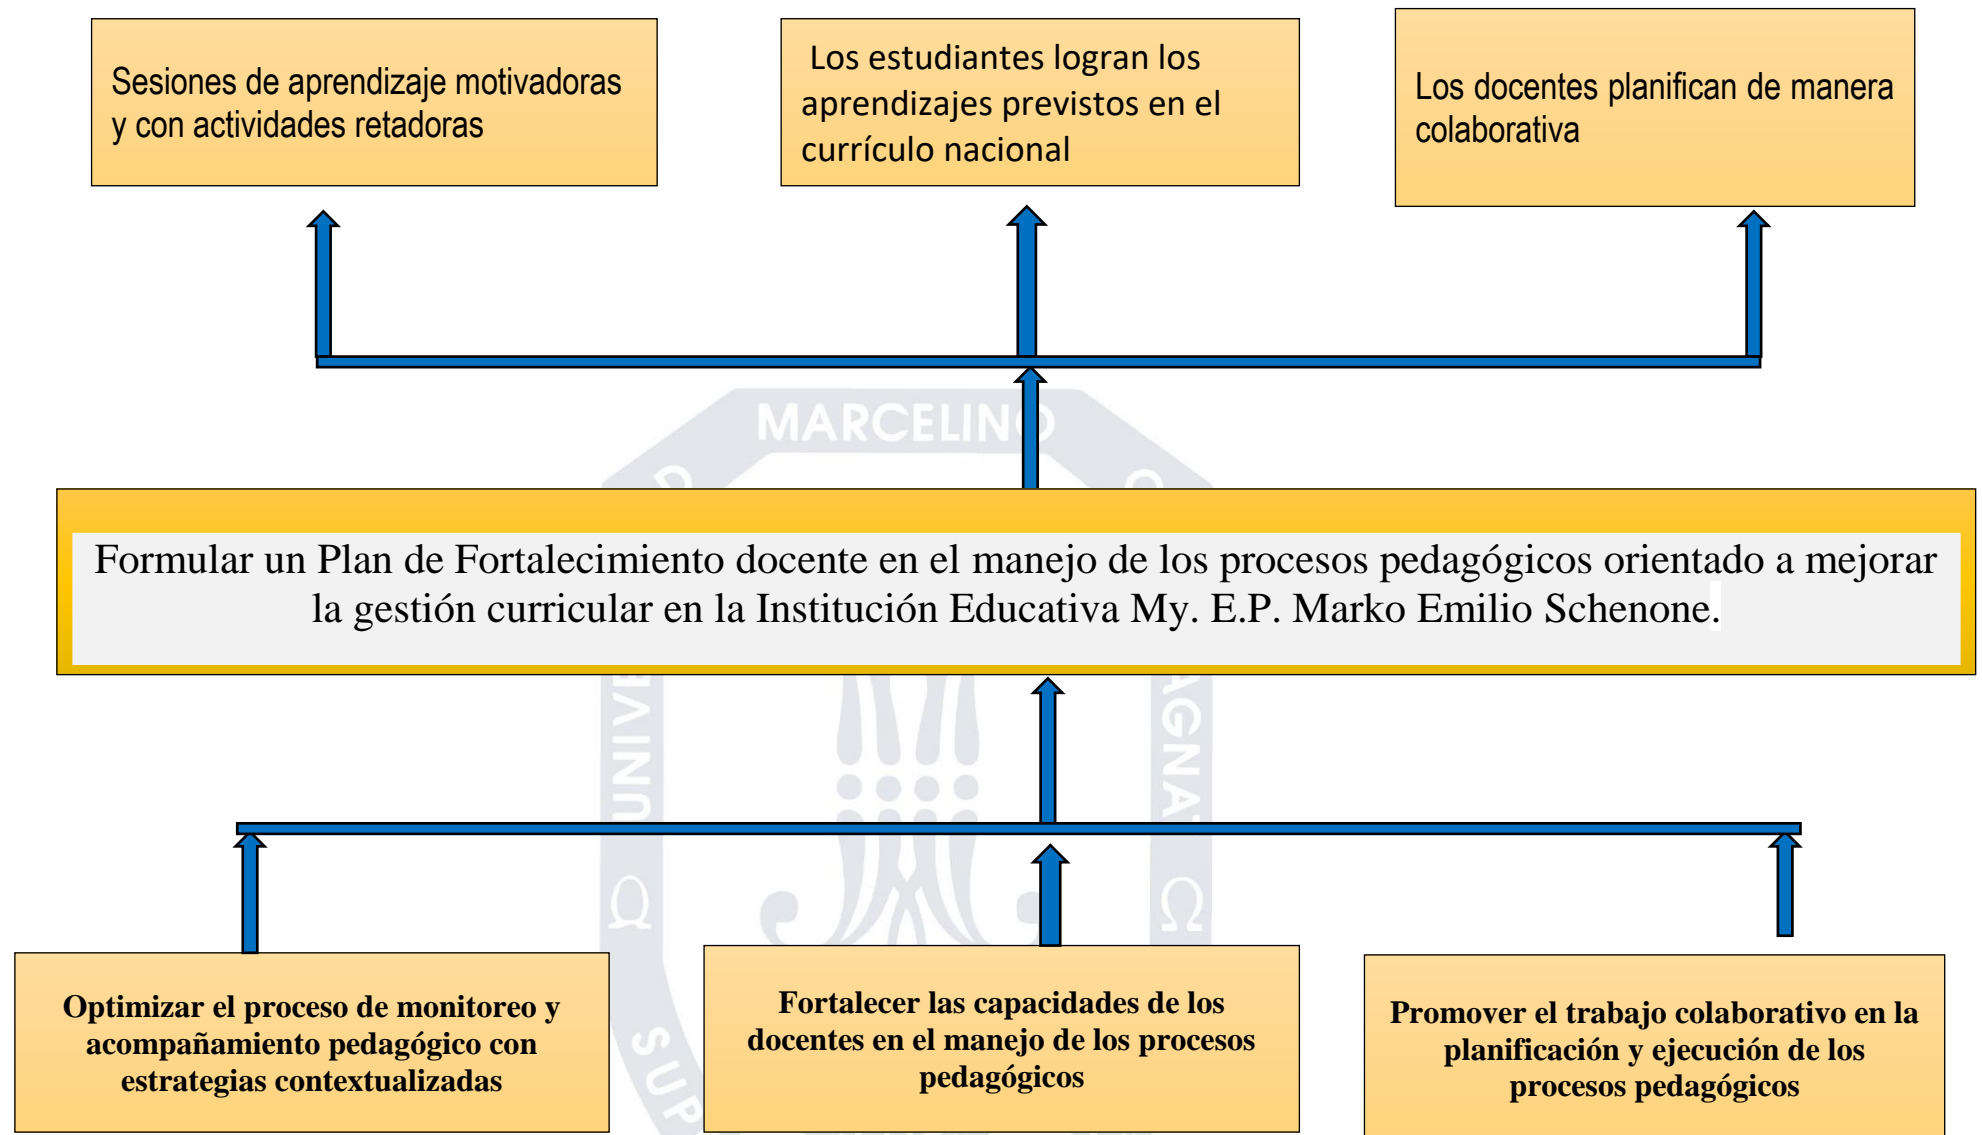 Sesiones de aprendizaje motivadoras
y con actividades retadoras
Los estudiantes logran los
aprendizajes previstos en el
currículo nacional
Los docentes planifican de manera
colaborativa
MARCELINO
Formular un Plan de Fortalecimiento docente en el manejo de los procesos pedagógicos orientado a mejorar
la gestión curricular en la Institución Educativa My. E.P. Marko Emilio Schenone.
Optimizar el proceso de monitoreo y
acompañamiento pedagógico con
estrategias contextualizadas
Fortalecer las capacidades de los
docentes en el manejo de los procesos
pedagógicos
Promover el trabajo colaborativo en la
planificación y ejecución de los
procesos pedagógicos